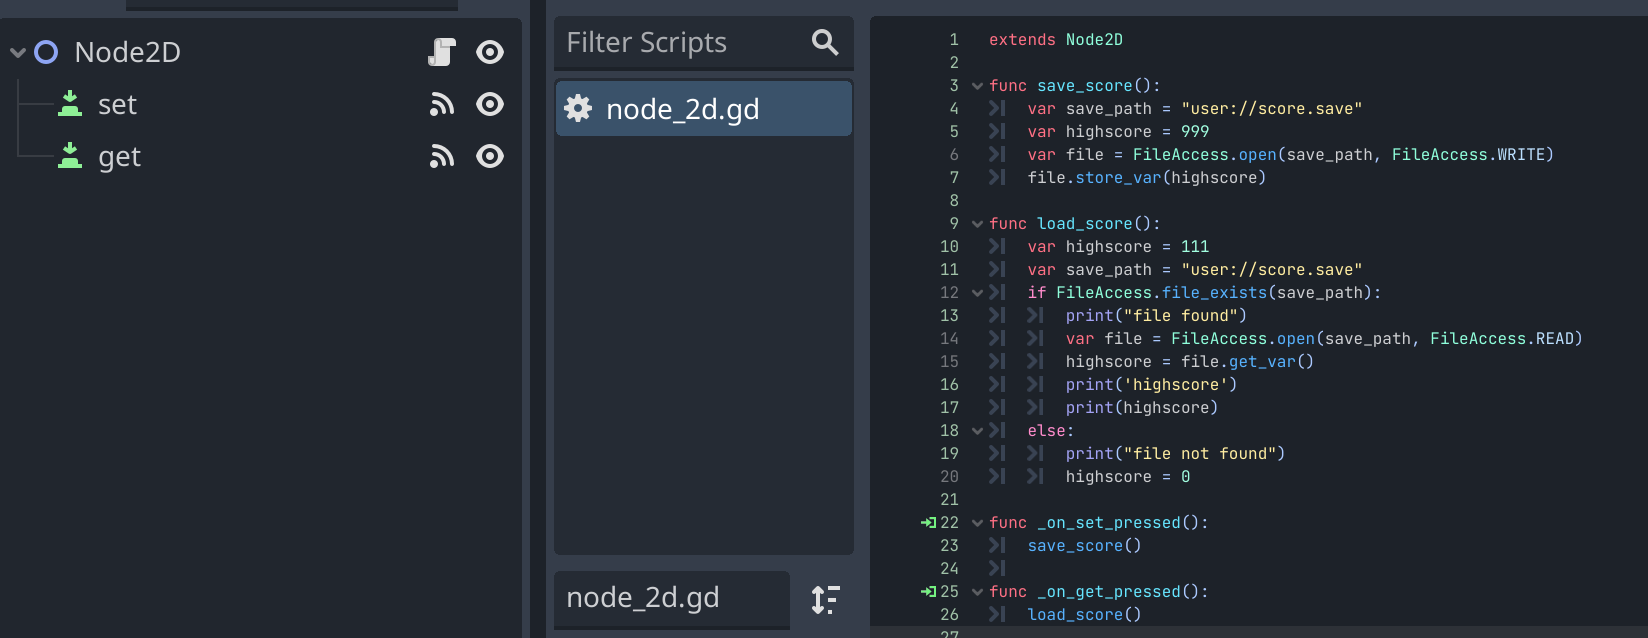 Node2D
set
get
Filter Scripts
node_2d.gd
node_2d.gd
1 extends Node2D
2
3 func save_score():
4 var save_path = "user://score.save"
5 var highscore = 999
6 var file = FileAccess.open(save_path, FileAccess.WRITE)
7 file.store_var(highscore)
8
9 func load_score():
10 var highscore = 111
11 var save_path = "user://score.save"
12 if FileAccess.file_exists(save_path):
13 print("file found")
14 var file = FileAccess.open(save_path, FileAccess.READ)
15 highscore = file.get_var()
16 print('highscore')
17 print(highscore)
18 else:
19 print("file not found")
20 highscore = 0
21
22 func _on_set_pressed():
23 save_score()
24
25 func _on_get_pressed():
26 load_score()
27